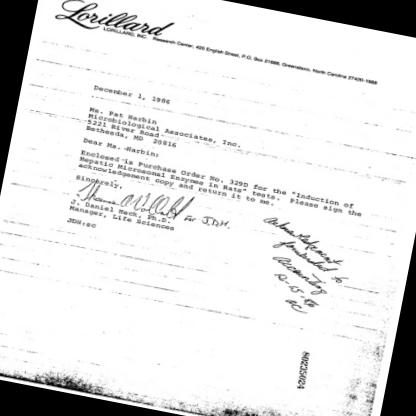 Lorillard
LORILLARD, INC. Research Center, 420 English Street, P.O. Box 21688, Greensboro, North Carolina 27420-1688
December 1, 1986
Ms. Pat Harbin
Microbiological Associates, Inc.
5221 River Road
Bethesda, MD 20816
Dear Ms. Harbin:
Enclosed is Purchase Order No. 329D for the "Induction of
Hepatic Microsomal Enzymes in Rats" tests. Please sign the
acknowledgement copy and return it to me.
Sincerely,
for J.D.H.
J. Daniel Heck, Ph.D.
Manager, Life Sciences
JDH:sc
Acknowledgement
forwarded to
Accounting
12-15-86
sc